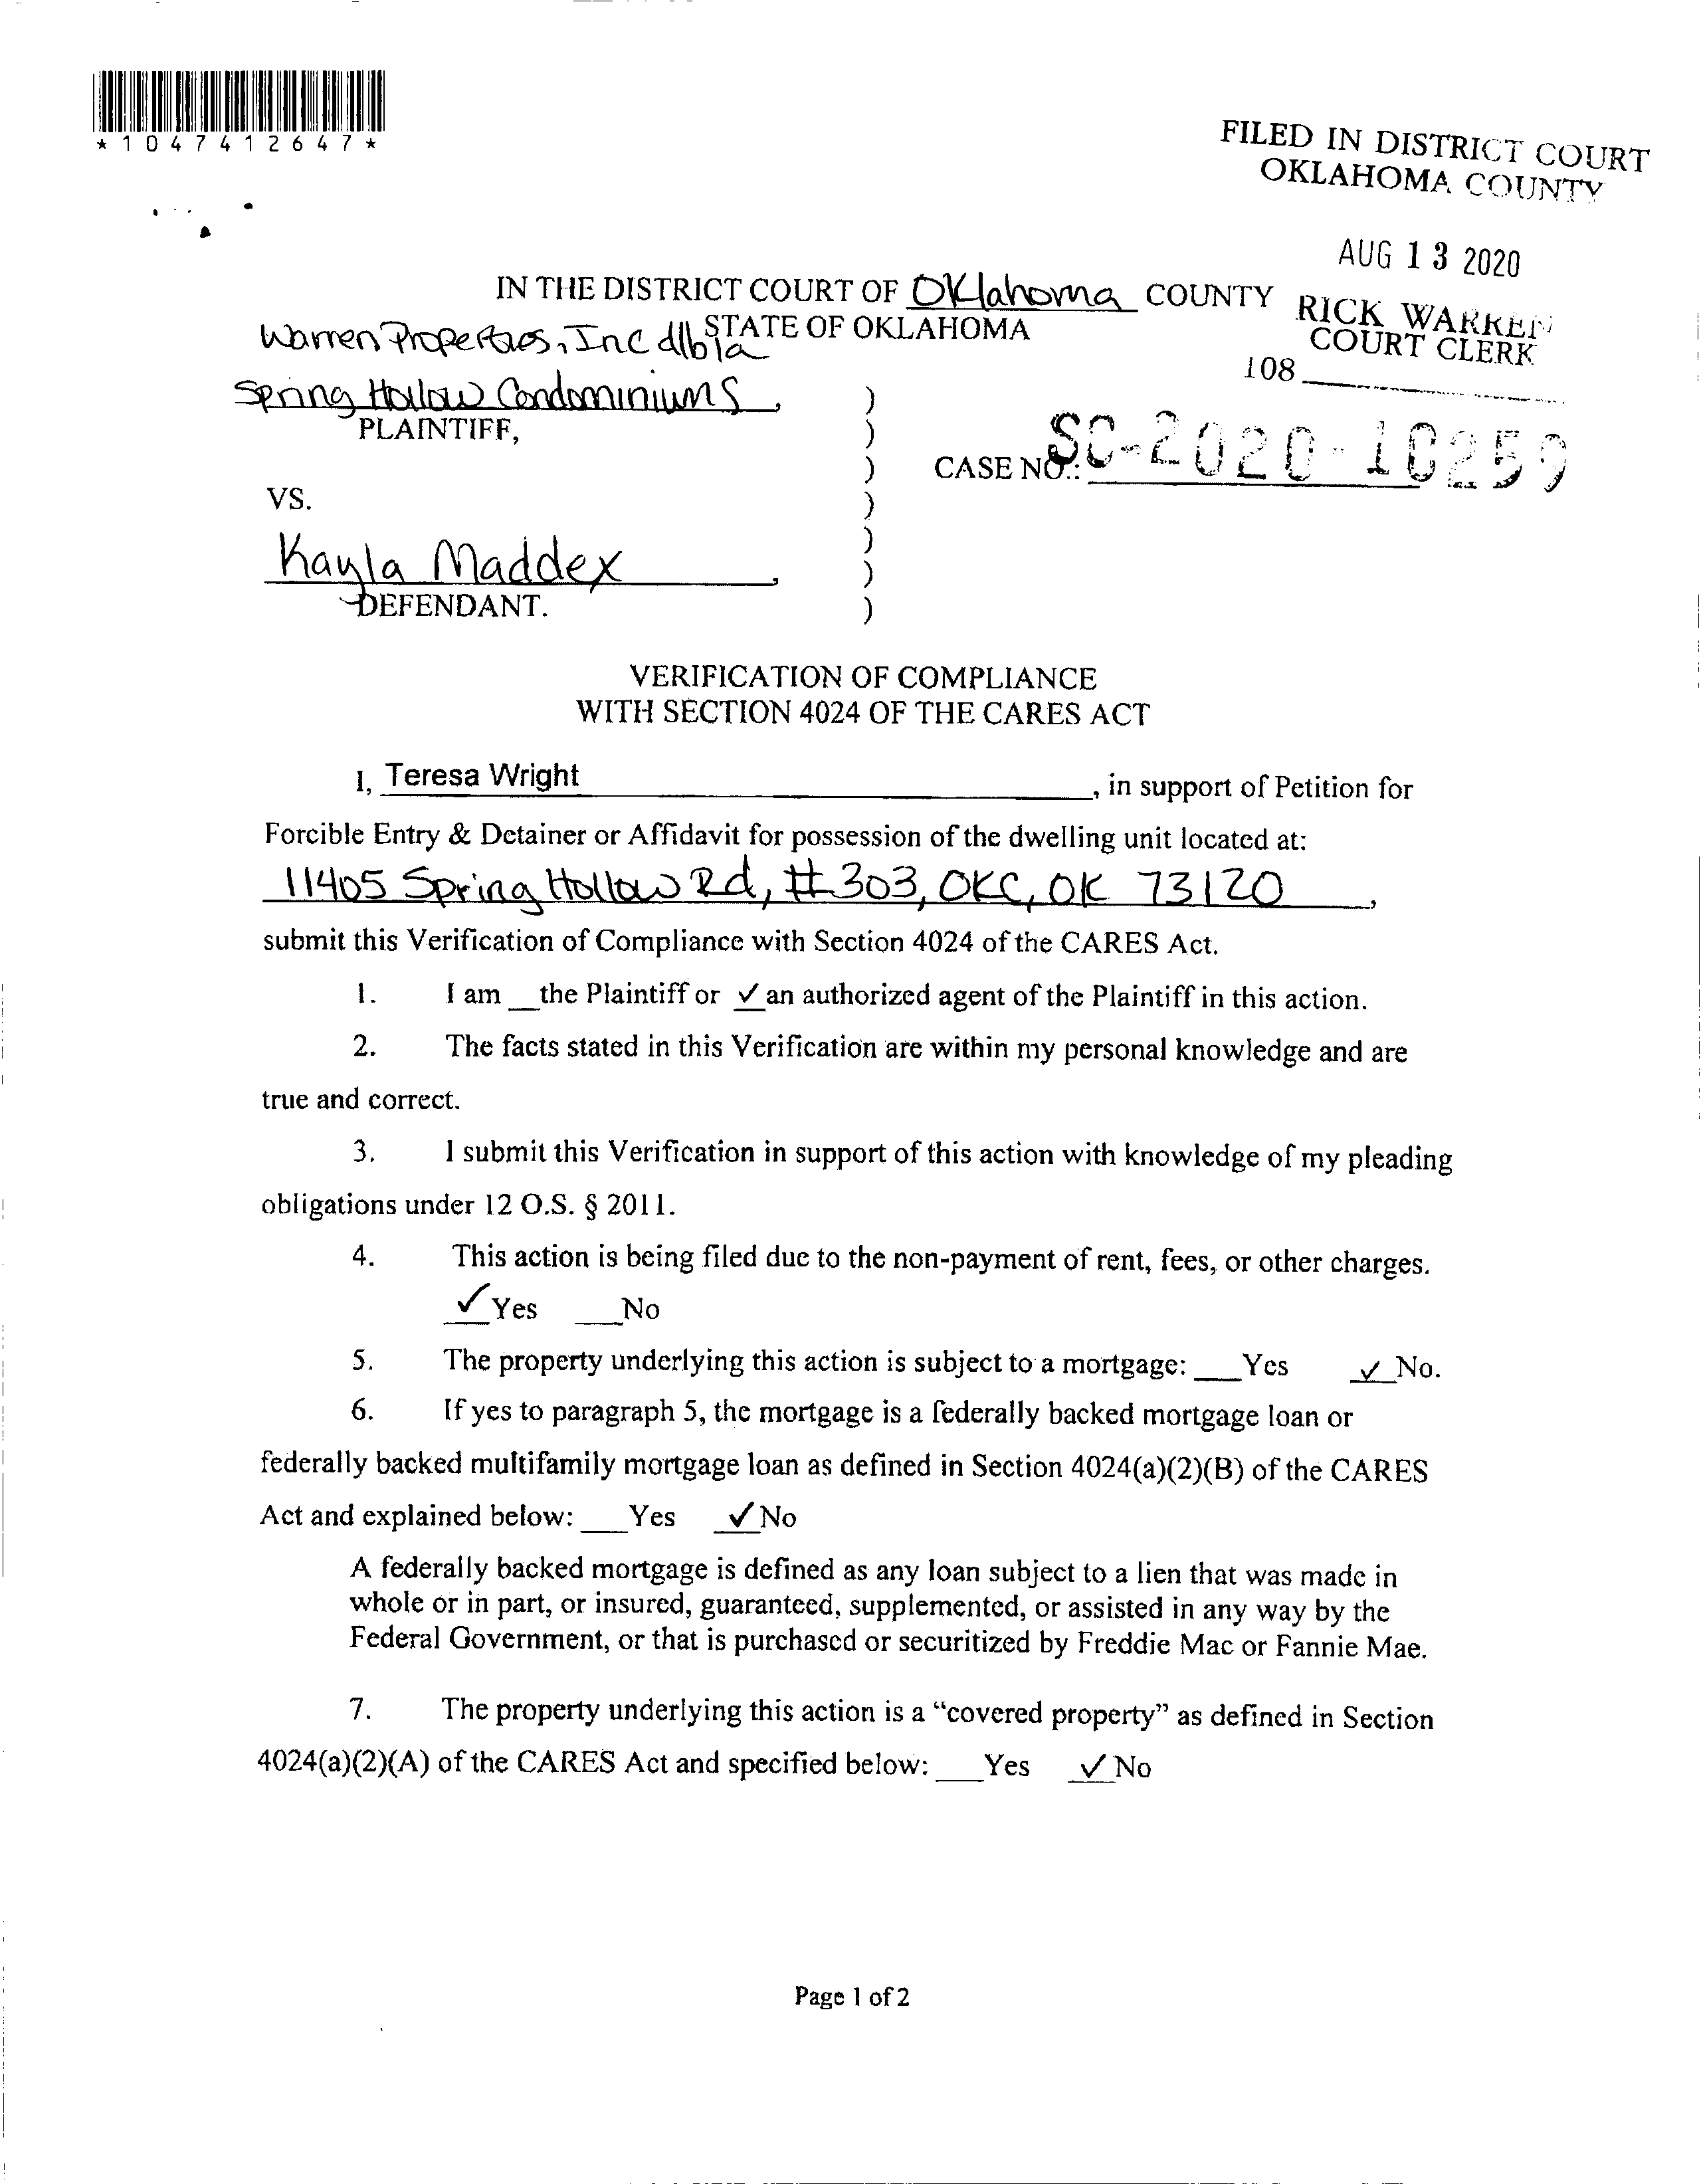 *1047412647*
FILED IN DISTRICT COURT
OKLAHOMA COUNTY
AUG 13 2020
RICK WARREN
COURT CLERK
108
IN THE DISTRICT COURT OF Oklahoma COUNTY
STATE OF OKLAHOMA
Warren Properties, Inc d/b/a
Spring Hollow Condominiums,
PLAINTIFF,
CASE NO.: SC-2020-10259
VS.
Kayla Maddex,
DEFENDANT.
)
)
)
)
)
)
)
VERIFICATION OF COMPLIANCE
WITH SECTION 4024 OF THE CARES ACT
I, Teresa Wright, in support of Petition for
Forcible Entry & Detainer or Affidavit for possession of the dwelling unit located at:
11405 Spring Hollow Rd, #303, OKC, OK 73120,
submit this Verification of Compliance with Section 4024 of the CARES Act.
1. I am __the Plaintiff or ✓ an authorized agent of the Plaintiff in this action.
2. The facts stated in this Verification are within my personal knowledge and are
true and correct.
3. I submit this Verification in support of this action with knowledge of my pleading
obligations under 12 O.S. § 2011.
4. This action is being filed due to the non-payment of rent, fees, or other charges.
✓ Yes ___No
5. The property underlying this action is subject to a mortgage: ___Yes ✓ No.
6. If yes to paragraph 5, the mortgage is a federally backed mortgage loan or
federally backed multifamily mortgage loan as defined in Section 4024(a)(2)(B) of the CARES
Act and explained below: ___Yes ✓ No
A federally backed mortgage is defined as any loan subject to a lien that was made in
whole or in part, or insured, guaranteed, supplemented, or assisted in any way by the
Federal Government, or that is purchased or securitized by Freddie Mac or Fannie Mae.
7. The property underlying this action is a “covered property” as defined in Section
4024(a)(2)(A) of the CARES Act and specified below: ___Yes ✓ No
Page 1 of 2